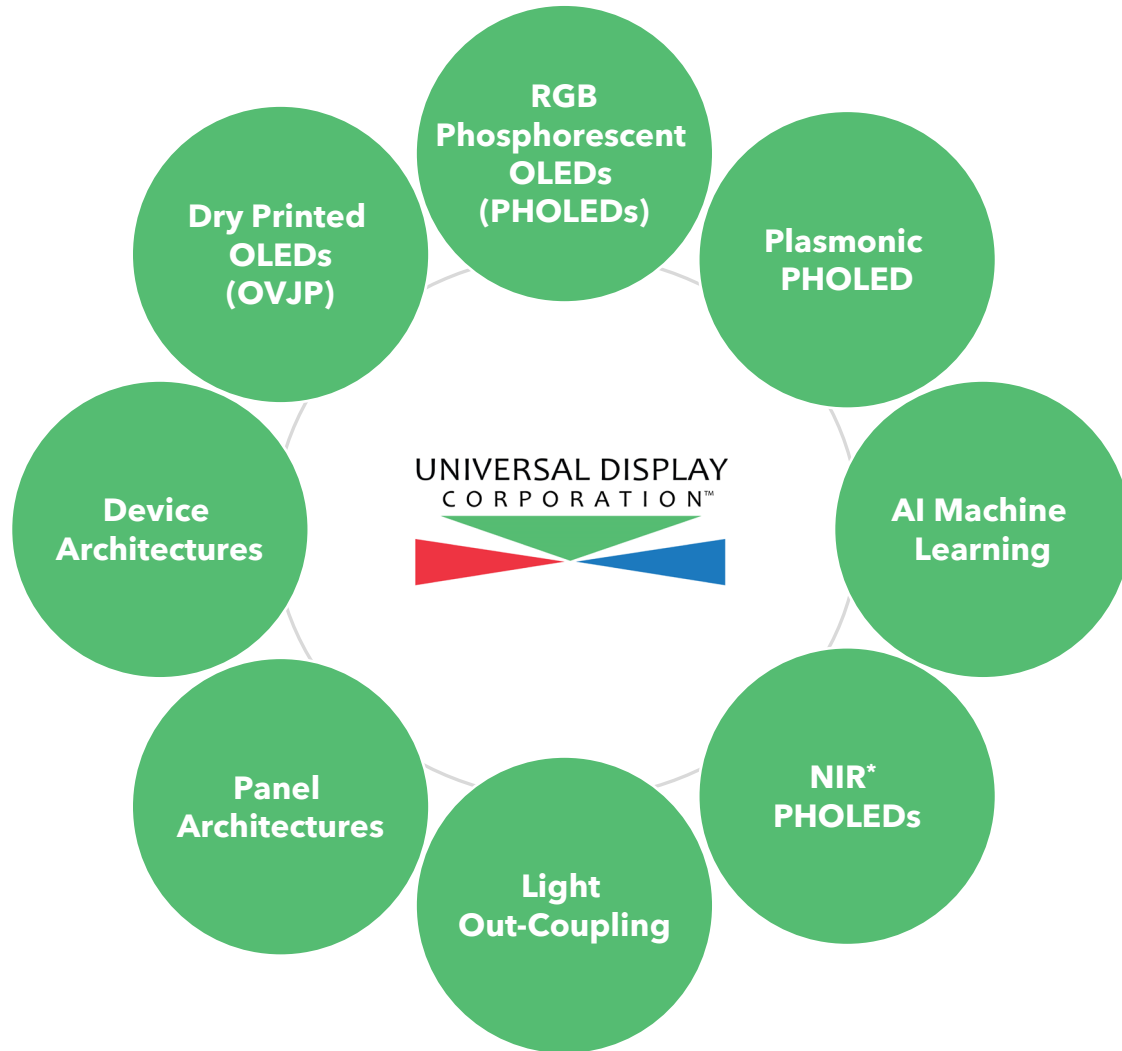 RGB
Phosphorescent
OLEDs
(PHOLEDs)
Plasmonic
PHOLED
AI Machine
Learning
NIR*
PHOLEDs
Light
Out-Coupling
Panel
Architectures
Device
Architectures
Dry Printed
OLEDs
(OVJP)
UNIVERSAL DISPLAY
CORPORATION™